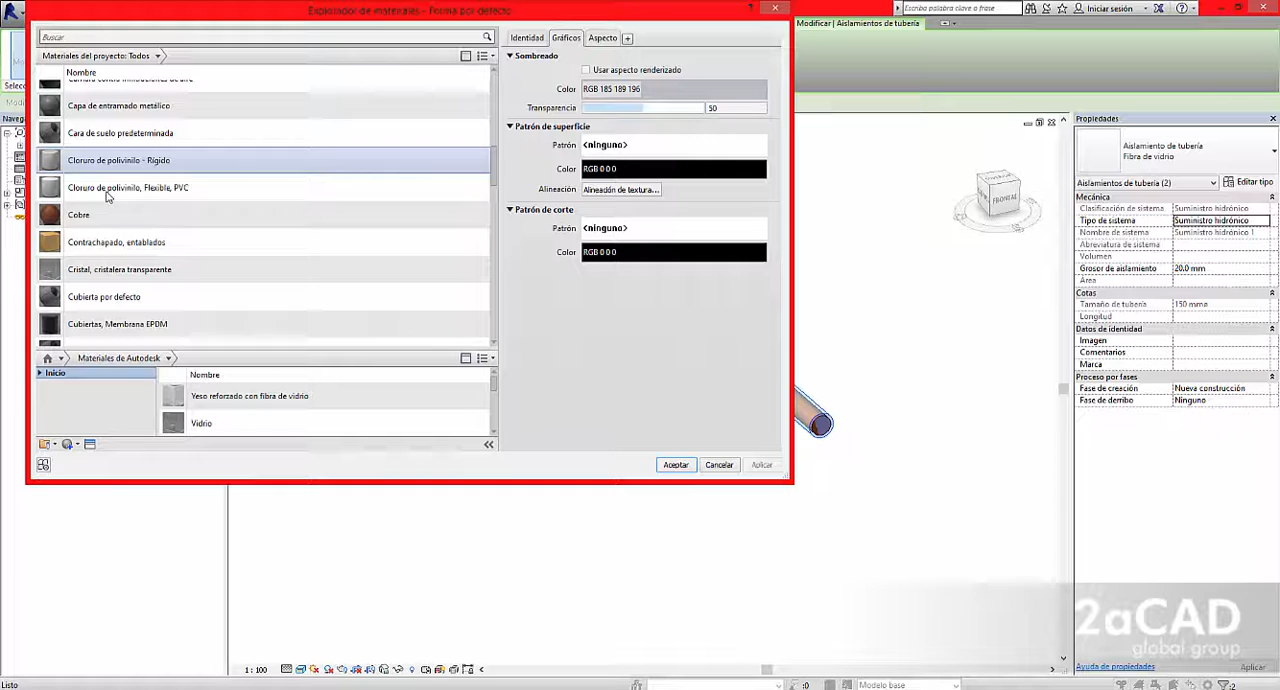 Explorador de materiales - Forma por defecto
?
Escriba palabra clave o frase
Iniciar sesión
Modificar | Aislamientos de tubería
Buscar
Materiales del proyecto: Todos
Nombre
Capa de entramado metálico
Cara de suelo predeterminada
Cloruro de polivinilo - Rígido
Cloruro de polivinilo, Flexible, PVC
Cobre
Contrachapado, entablados
Cristal, cristalera transparente
Cubierta por defecto
Cubiertas, Membrana EPDM
Materiales de Autodesk
Inicio
Nombre
Yeso reforzado con fibra de vidrio
Vidrio
Identidad
Gráficos
Aspecto
Sombreado
Usar aspecto renderizado
Color
RGB 185 189 196
Transparencia
50
Patrón de superficie
Patrón
<ninguno>
Color
RGB 0 0 0
Alineación
Alineación de textura...
Patrón de corte
Patrón
<ninguno>
Color
RGB 0 0 0
Aceptar
Cancelar
Aplicar
FRONTAL
Propiedades
Aislamiento de tubería
Fibra de vidrio
Aislamientos de tubería (2)
Editar tipo
Mecánica
Clasificación de sistema
Suministro hidrónico
Tipo de sistema
Suministro hidrónico
Nombre de sistema
Suministro hidrónico 1
Abreviatura de sistema
Volumen
Grosor de aislamiento
20.0 mm
Área
Cotas
Tamaño de tubería
150 mmø
Longitud
Datos de identidad
Imagen
Comentarios
Marca
Proceso por fases
Fase de creación
Nueva construcción
Fase de derribo
Ninguno
2aCAD
global group
Ayuda de propiedades
Aplicar
1 : 100
Listo
:0
Modelo base
:2